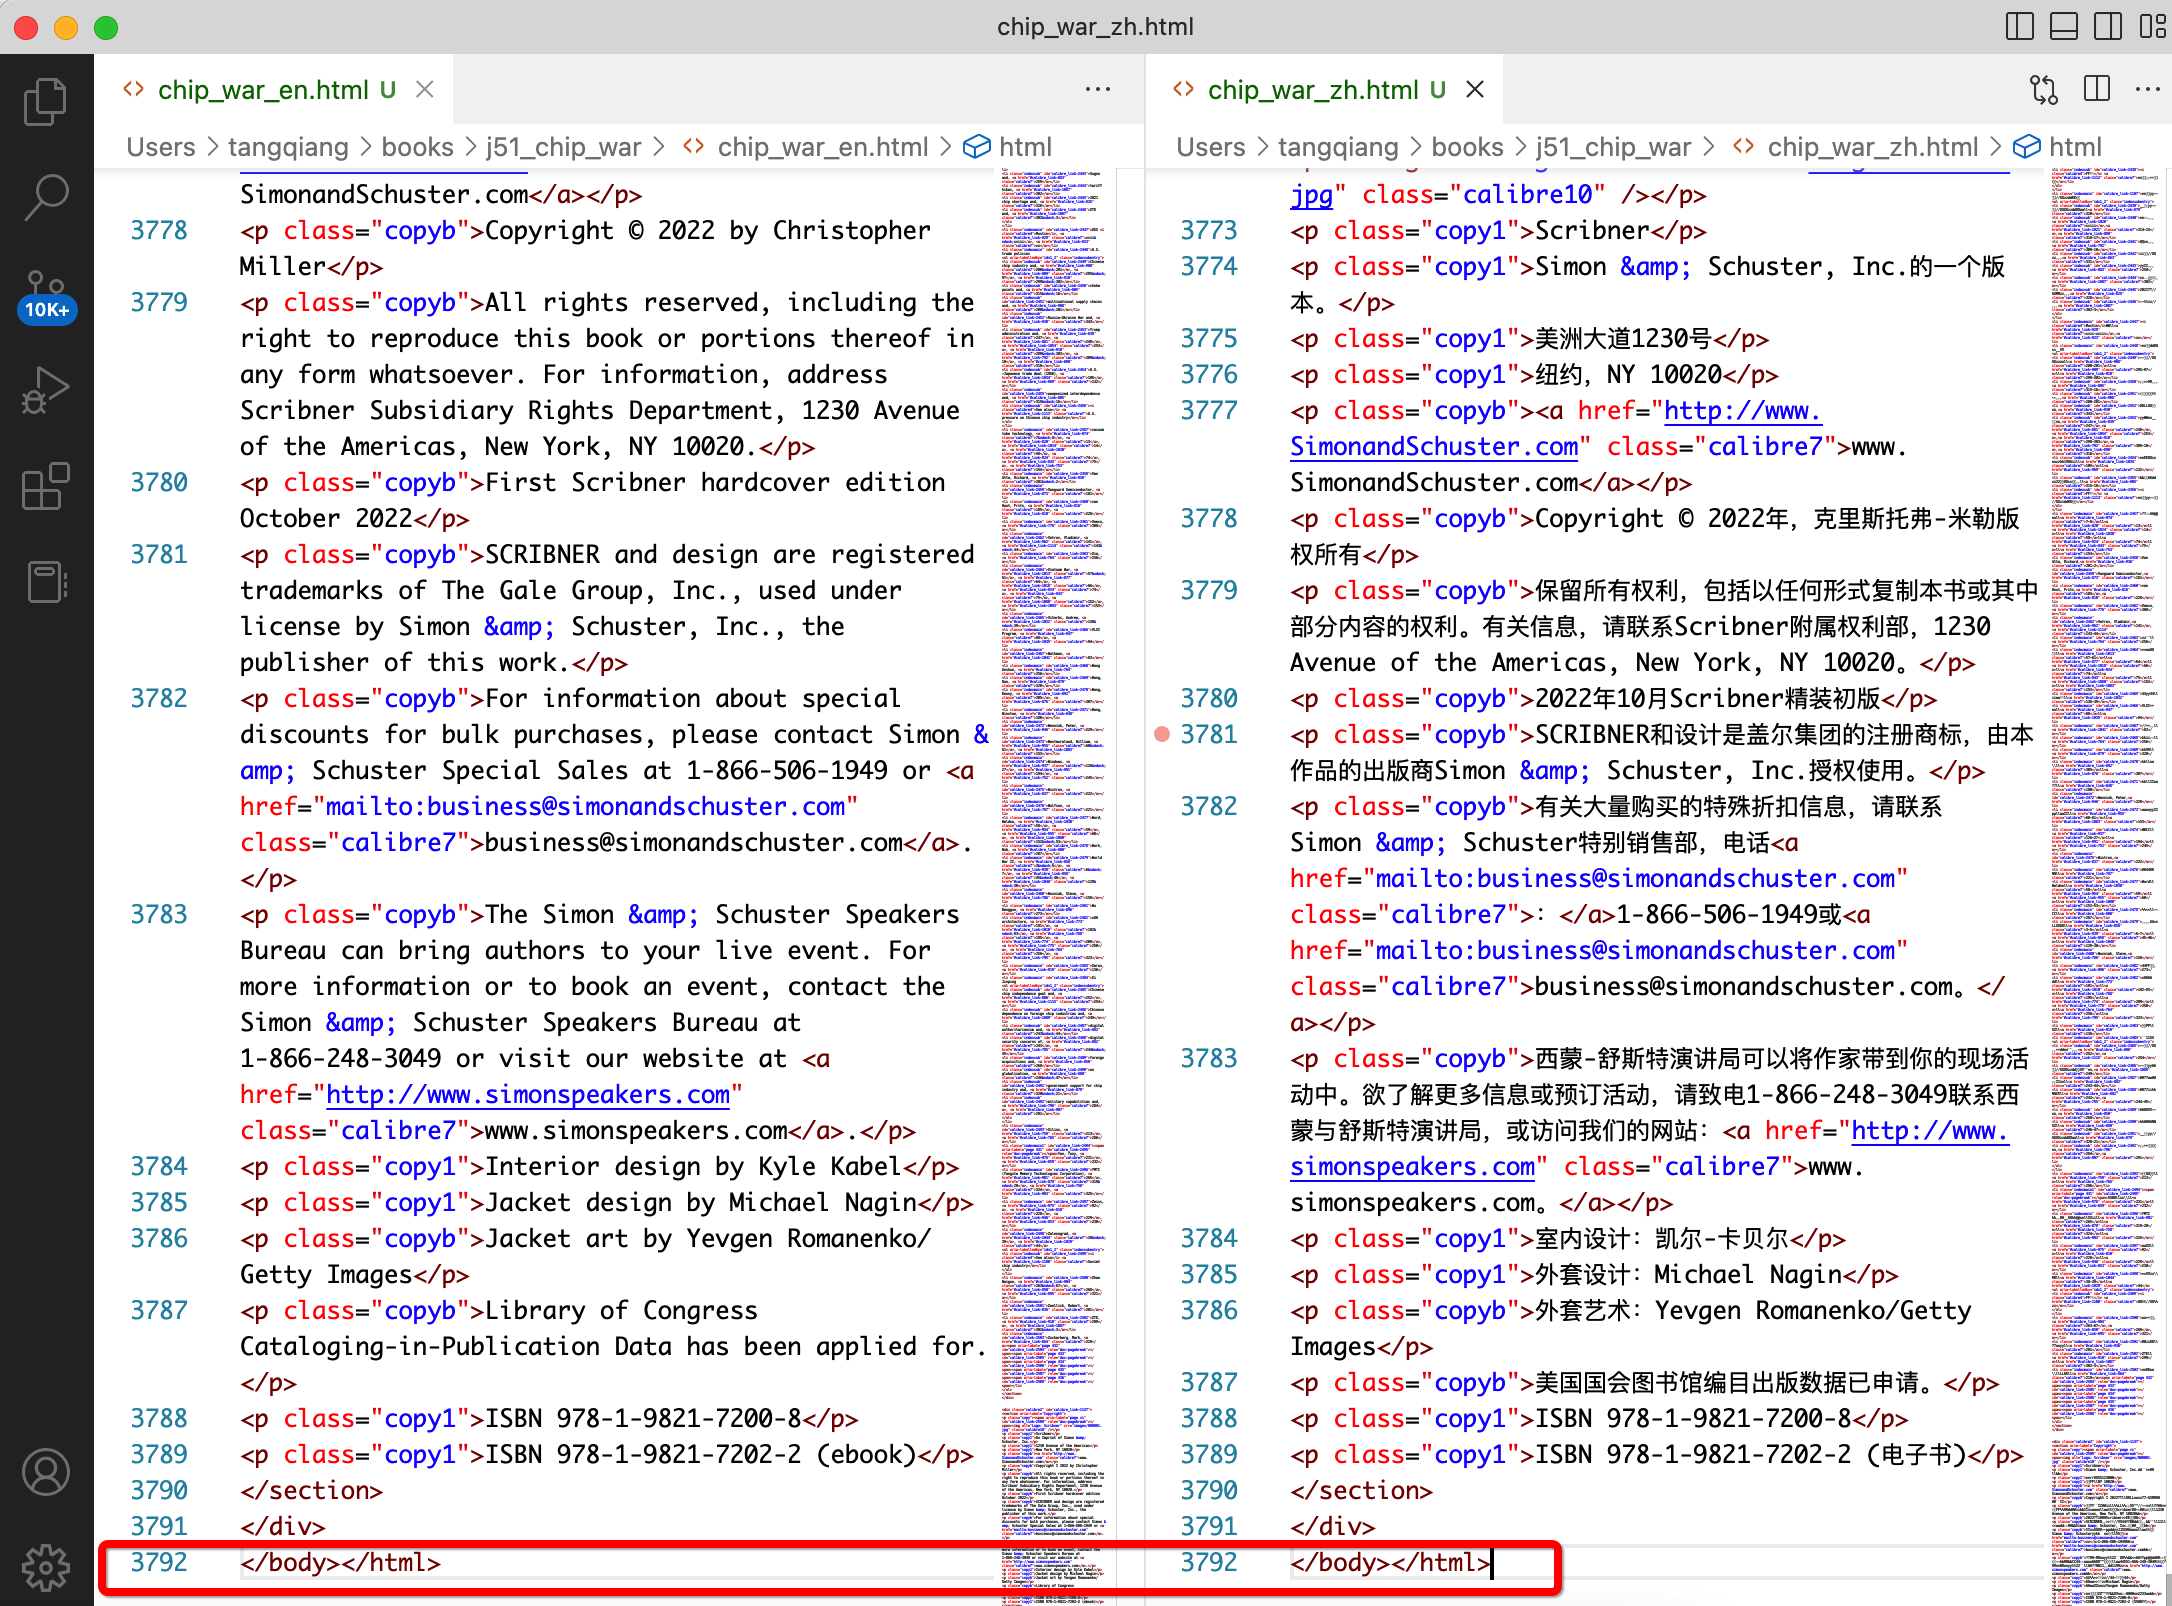 chip_war_zh.html
chip_war_en.html U
chip_war_zh.html U
Users > tangqiang > books > j51_chip_war > <> chip_war_en.html > html
Users > tangqiang > books > j51_chip_war > <> chip_war_zh.html > html
10K+
SimonandSchuster.com</a></p>
3778 <p class="copyb">Copyright © 2022 by Christopher
Miller</p>
3779 <p class="copyb">All rights reserved, including the
right to reproduce this book or portions thereof in
any form whatsoever. For information, address
Scribner Subsidiary Rights Department, 1230 Avenue
of the Americas, New York, NY 10020.</p>
3780 <p class="copyb">First Scribner hardcover edition
October 2022</p>
3781 <p class="copyb">SCRIBNER and design are registered
trademarks of The Gale Group, Inc., used under
license by Simon &amp; Schuster, Inc., the
publisher of this work.</p>
3782 <p class="copyb">For information about special
discounts for bulk purchases, please contact Simon &
amp; Schuster Special Sales at 1-866-506-1949 or <a
href="mailto:business@simonandschuster.com"
class="calibre7">business@simonandschuster.com</a>.
</p>
3783 <p class="copyb">The Simon &amp; Schuster Speakers
Bureau can bring authors to your live event. For
more information or to book an event, contact the
Simon &amp; Schuster Speakers Bureau at
1-866-248-3049 or visit our website at <a
href="http://www.simonspeakers.com"
class="calibre7">www.simonspeakers.com</a>.</p>
3784 <p class="copy1">Interior design by Kyle Kabel</p>
3785 <p class="copy1">Jacket design by Michael Nagin</p>
3786 <p class="copyb">Jacket art by Yevgen Romanenko/
Getty Images</p>
3787 <p class="copyb">Library of Congress
Cataloging-in-Publication Data has been applied for.
</p>
3788 <p class="copy1">ISBN 978-1-9821-7200-8</p>
3789 <p class="copy1">ISBN 978-1-9821-7202-2 (ebook)</p>
3790 </section>
3791 </div>
3792 </body></html>
jpg" class="calibre10" /></p>
3773 <p class="copy1">Scribner</p>
3774 <p class="copy1">Simon &amp; Schuster, Inc.的一个版
本。</p>
3775 <p class="copy1">美洲大道1230号</p>
3776 <p class="copy1">纽约，NY 10020</p>
3777 <p class="copyb"><a href="http://www.
SimonandSchuster.com" class="calibre7">www.
SimonandSchuster.com</a></p>
3778 <p class="copyb">Copyright © 2022年，克里斯托弗-米勒版
权所有</p>
3779 <p class="copyb">保留所有权利，包括以任何形式复制本书或其中
部分内容的权利。有关信息，请联系Scribner附属权利部，1230
Avenue of the Americas, New York, NY 10020。</p>
3780 <p class="copyb">2022年10月Scribner精装初版</p>
3781 <p class="copyb">SCRIBNER和设计是盖尔集团的注册商标，由本
作品的出版商Simon &amp; Schuster, Inc.授权使用。</p>
3782 <p class="copyb">有关大量购买的特殊折扣信息，请联系
Simon &amp; Schuster特别销售部，电话<a
href="mailto:business@simonandschuster.com"
class="calibre7">：</a>1-866-506-1949或<a
href="mailto:business@simonandschuster.com"
class="calibre7">business@simonandschuster.com。</
a></p>
3783 <p class="copyb">西蒙-舒斯特演讲局可以将作家带到你的现场活
动中。欲了解更多信息或预订活动，请致电1-866-248-3049联系西
蒙与舒斯特演讲局，或访问我们的网站：<a href="http://www.
simonspeakers.com" class="calibre7">www.
simonspeakers.com。</a></p>
3784 <p class="copy1">室内设计：凯尔-卡贝尔</p>
3785 <p class="copy1">外套设计：Michael Nagin</p>
3786 <p class="copyb">外套艺术：Yevgen Romanenko/Getty
Images</p>
3787 <p class="copyb">美国国会图书馆编目出版数据已申请。</p>
3788 <p class="copy1">ISBN 978-1-9821-7200-8</p>
3789 <p class="copy1">ISBN 978-1-9821-7202-2 (电子书)</p>
3790 </section>
3791 </div>
3792 </body></html>